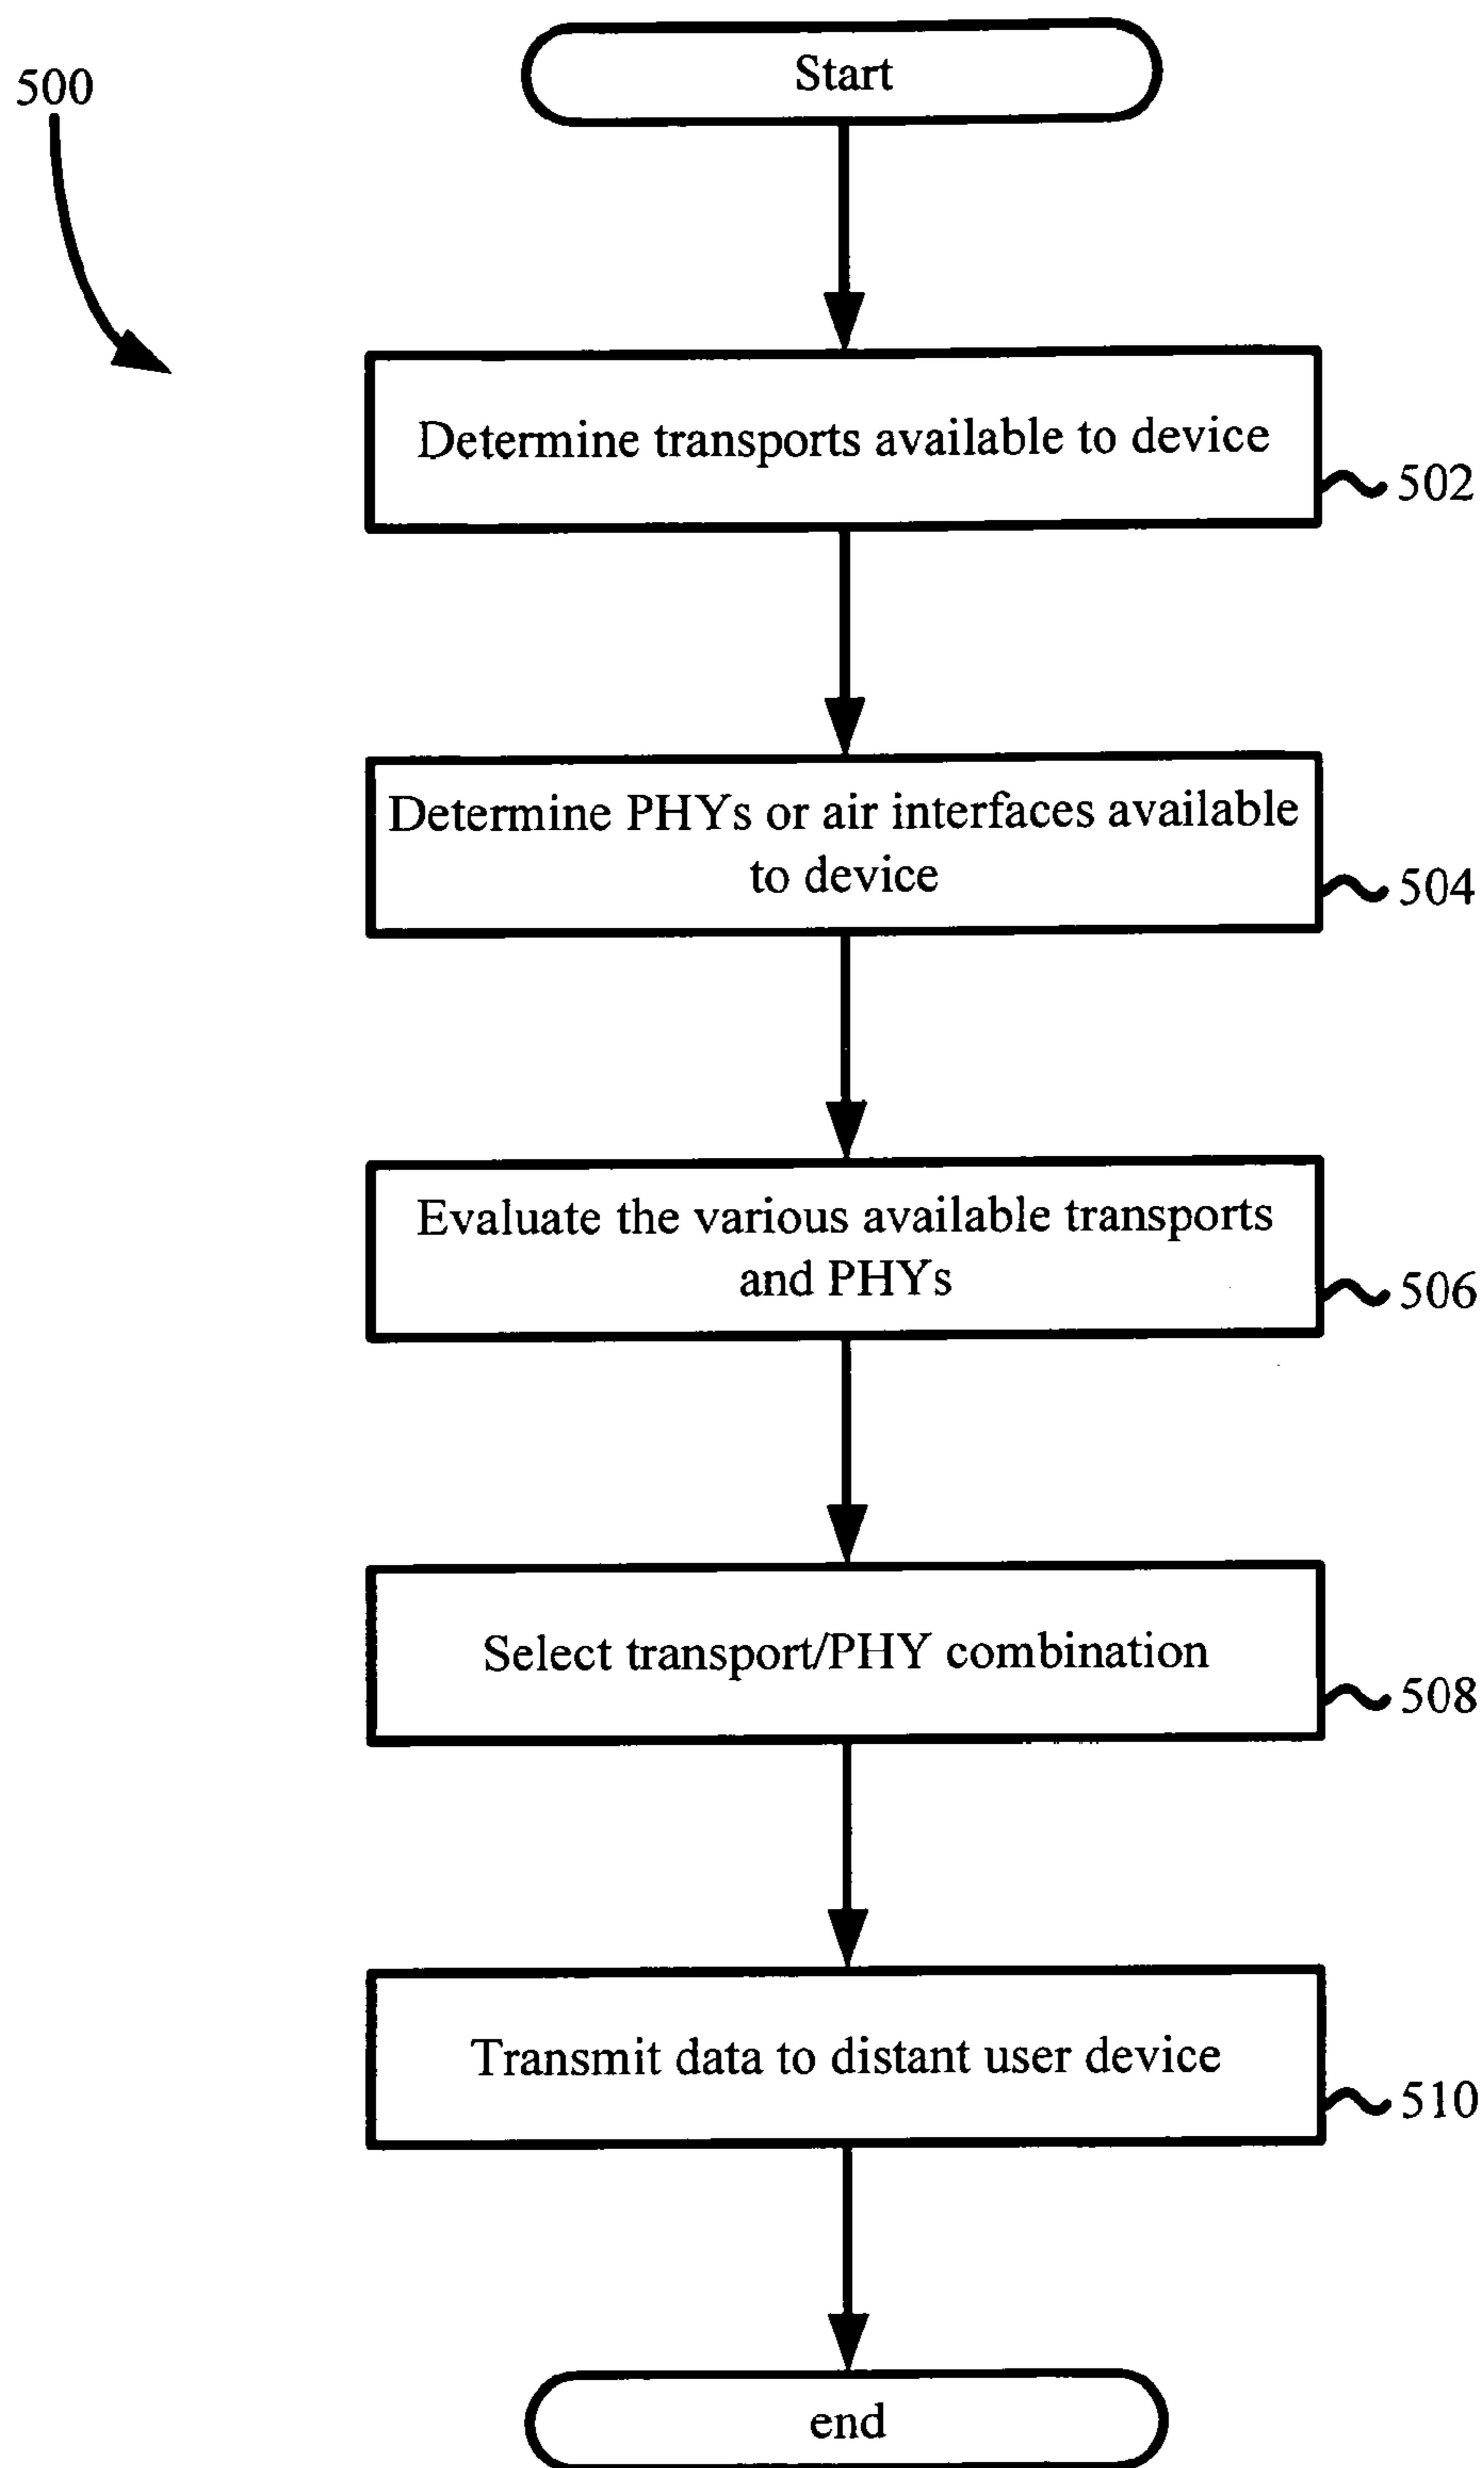 Start
500
Determine transports available to device
502
Determine PHYs or air interfaces available
to device
504
Evaluate the various available transports
and PHYs
506
Select transport/PHY combination
508
Transmit data to distant user device
510
end